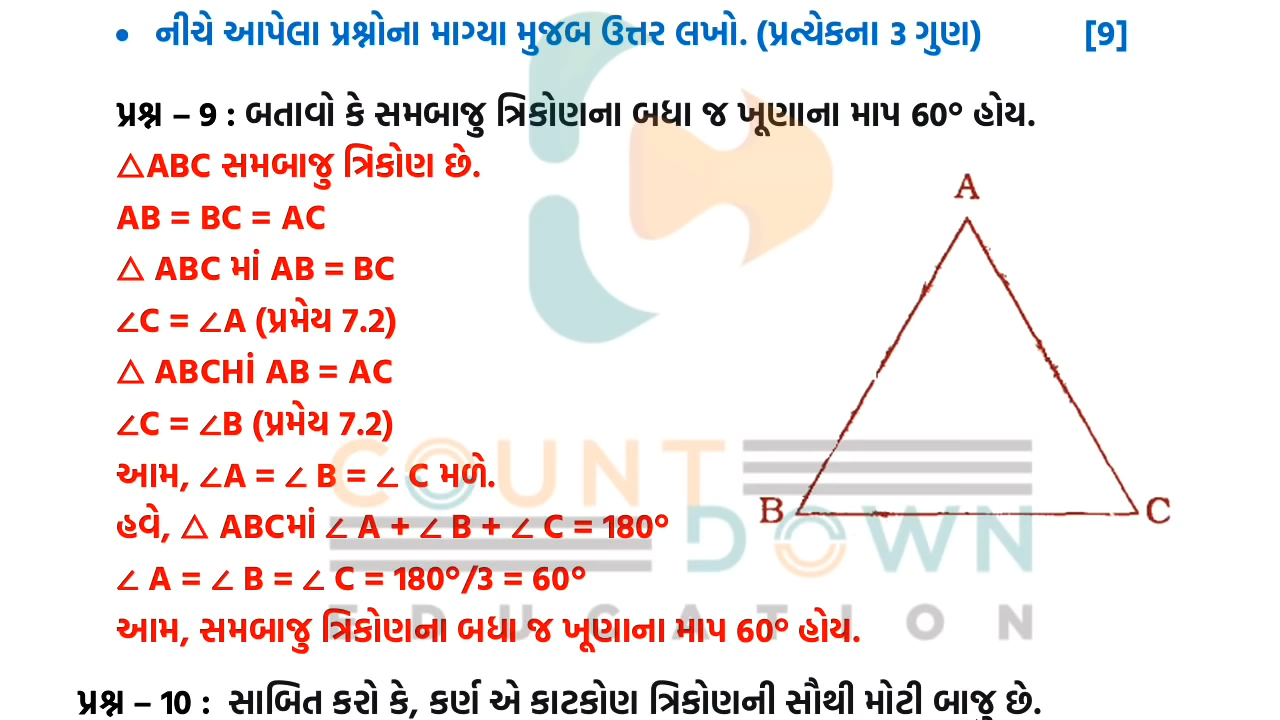 • નીચે આપેલા પ્રશ્નોના માગ્યા મુજબ ઉત્તર લખો. (પ્રત્યેકના 3 ગુણ) [9]
પ્રશ્ન – 9 : બતાવો કે સમબાજુ ત્રિકોણના બધા જ ખૂણાના માપ 60° હોય.
△ABC સમબાજુ ત્રિકોણ છે.
AB = BC = AC
△ ABC માં AB = BC
∠C = ∠A (પ્રમેય 7.2)
△ ABCHİ AB = AC
∠C = ∠B (પ્રમેય 7.2)
આમ, ∠A = ∠ B = ∠ C મળે.
હવે, △ ABCમાં ∠ A + ∠ B + ∠ C = 180°
∠ A = ∠ B = ∠ C = 180°/3 = 60°
આમ, સમબાજુ ત્રિકોણના બધા જ ખૂણાના માપ 60° હોય.
A
B
C
COUNT
DOWN
EDUCATION
પ્રશ્ન – 10 : સાબિત કરો કે, કર્ણ એ કાટકોણ ત્રિકોણની સૌથી મોટી બાજુ છે.